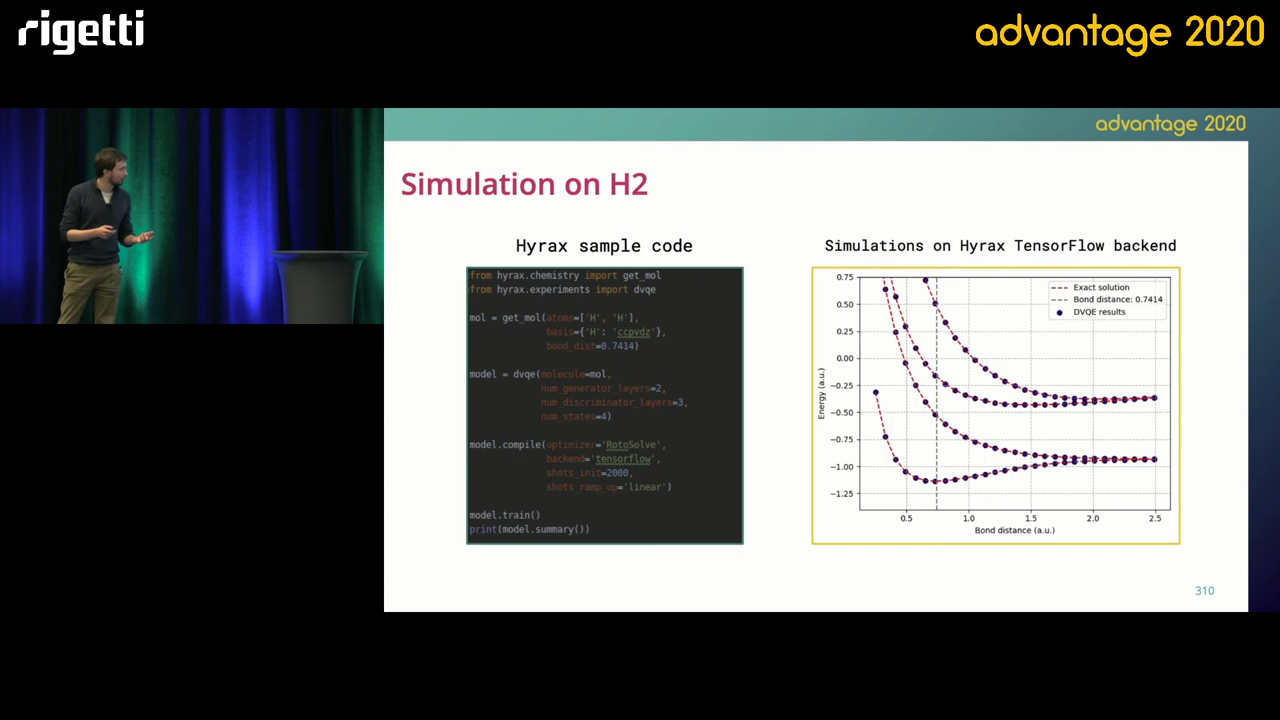 rigetti
advantage 2020
advantage 2020
Simulation on H2
Hyrax sample code
from hyrax.chemistry import get_mol
from hyrax.experiments import dvqe
mol = get_mol(atoms=['H', 'H'],
basis={'H': 'ccpvdz'},
bond_dist=0.7414)
model = dvqe(molecule=mol,
num_generator_layers=2,
num_discriminator_layers=3,
num_states=4)
model.compile(optimizer='RotoSolve',
backend='tensorflow',
shots_init=2000,
shots_ramp_up='linear')
model.train()
print(model.summary())
Simulations on Hyrax TensorFlow backend
0.75
0.50
0.25
0.00
−0.25
−0.50
−0.75
−1.00
−1.25
Energy (a.u.)
Exact solution
Bond distance: 0.7414
DVQE results
0.5 1.0 1.5 2.0 2.5
Bond distance (a.u.)
310